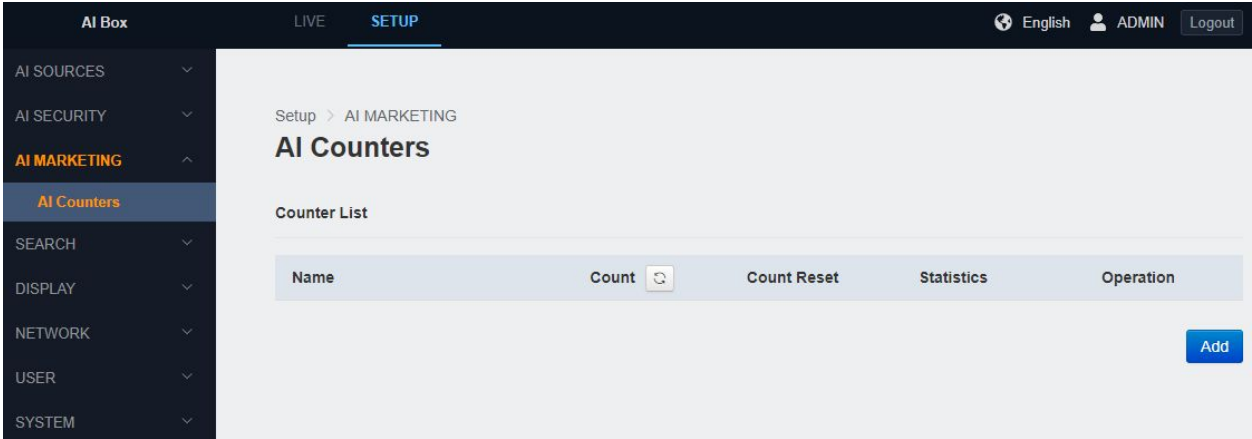 AI Box LIVE SETUP English ADMIN Logout
AI SOURCES
AI SECURITY
AI MARKETING
AI Counters
SEARCH
DISPLAY
NETWORK
USER
SYSTEM
Setup > AI MARKETING
AI Counters
Counter List
Name Count Count Reset Statistics Operation
Add